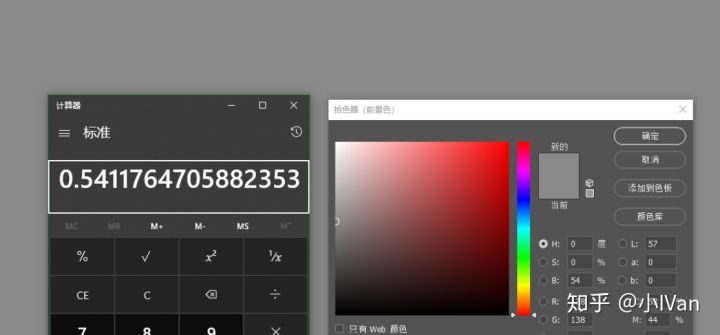 计算器
标准
0.5411764705882353
MC MR M+ M- MS M˅
% √ x² ¹/x
CE C ÷
7 8 9 ×
拾色器（前景色）
新的
当前
确定
取消
添加到色板
颜色库
H: 0 度 L: 57
S: 0 % a: 0
B: 54 % b: 0
R:
G: 138 M: 44 %
只有 Web 颜色
知乎 @小IVan